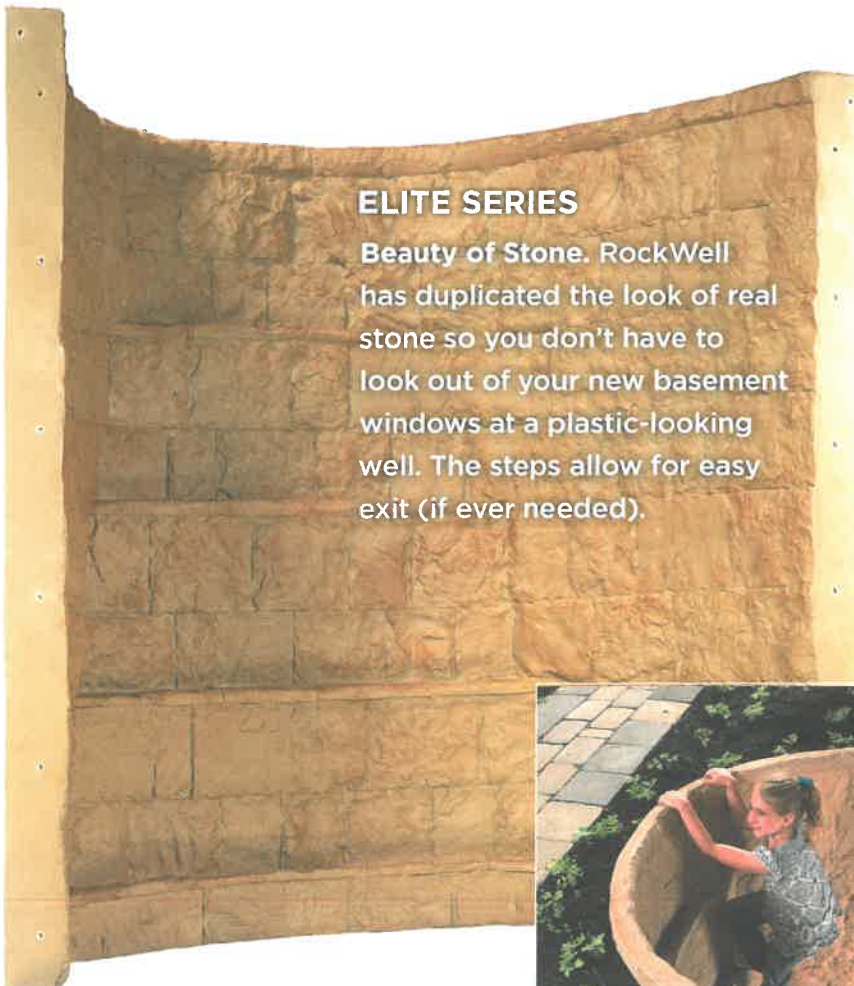 ELITE SERIES
Beauty of Stone. RockWell
has duplicated the look of real
stone so you don't have to
look out of your new basement
windows at a plastic-looking
well. The steps allow for easy
exit (if ever needed).